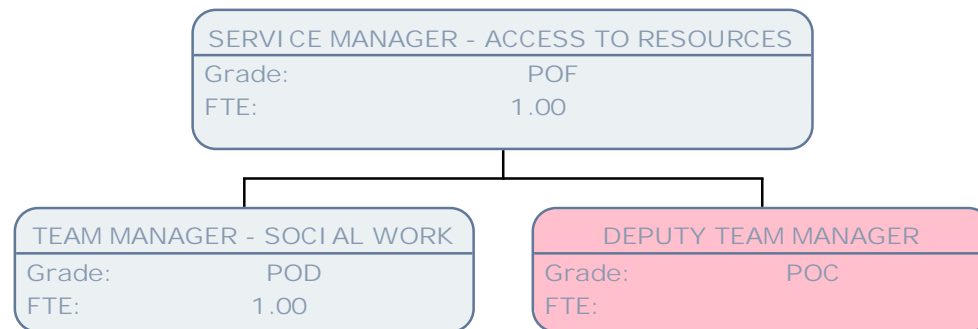 SERVICE MANAGER - ACCESS TO RESOURCES
Grade: POF
FTE: 1.00
TEAM MANAGER - SOCIAL WORK
Grade: POD
FTE: 1.00
DEPUTY TEAM MANAGER
Grade: POC
FTE: